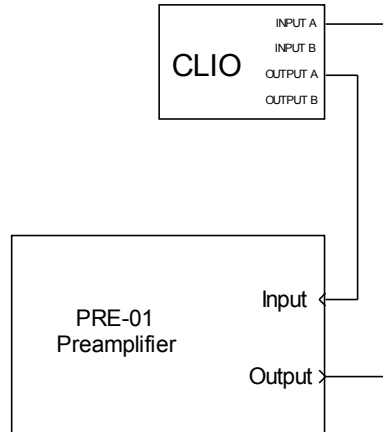 INPUT A
INPUT B
CLIO
OUTPUT A
OUTPUT B
Input
PRE-01
Preamplifier
Output